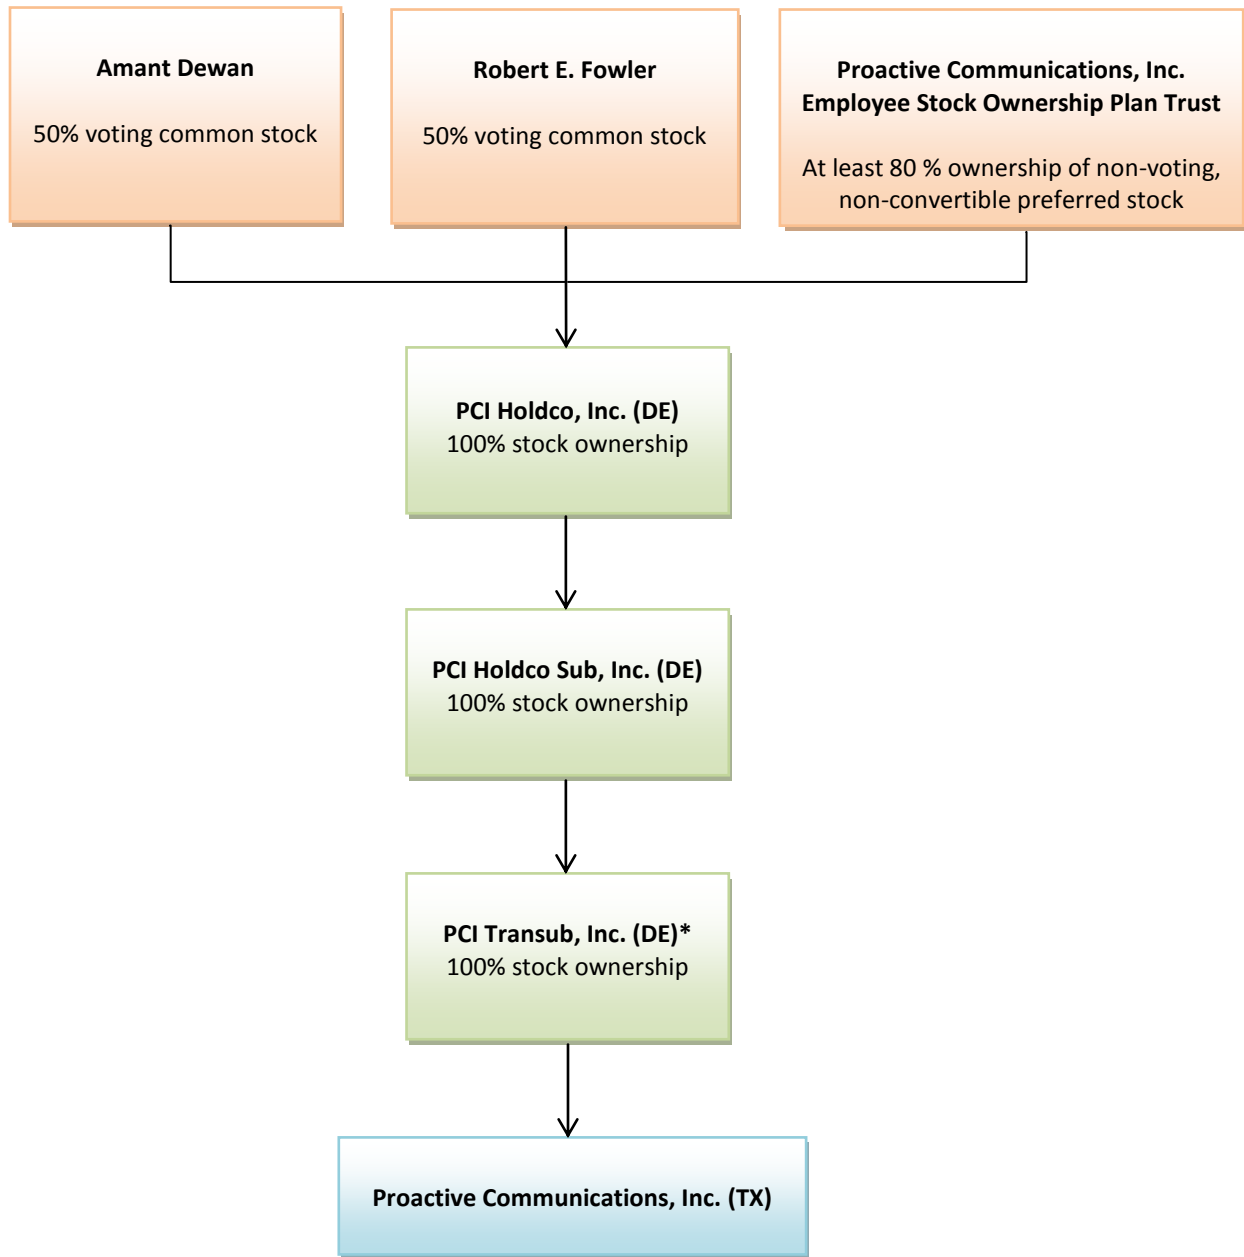 Amant Dewan
50% voting common stock
Robert E. Fowler
50% voting common stock
Proactive Communications, Inc.
Employee Stock Ownership Plan Trust
At least 80 % ownership of non-voting,
non-convertible preferred stock
PCI Holdco, Inc. (DE)
100% stock ownership
PCI Holdco Sub, Inc. (DE)
100% stock ownership
PCI Transub, Inc. (DE)*
100% stock ownership
Proactive Communications, Inc. (TX)